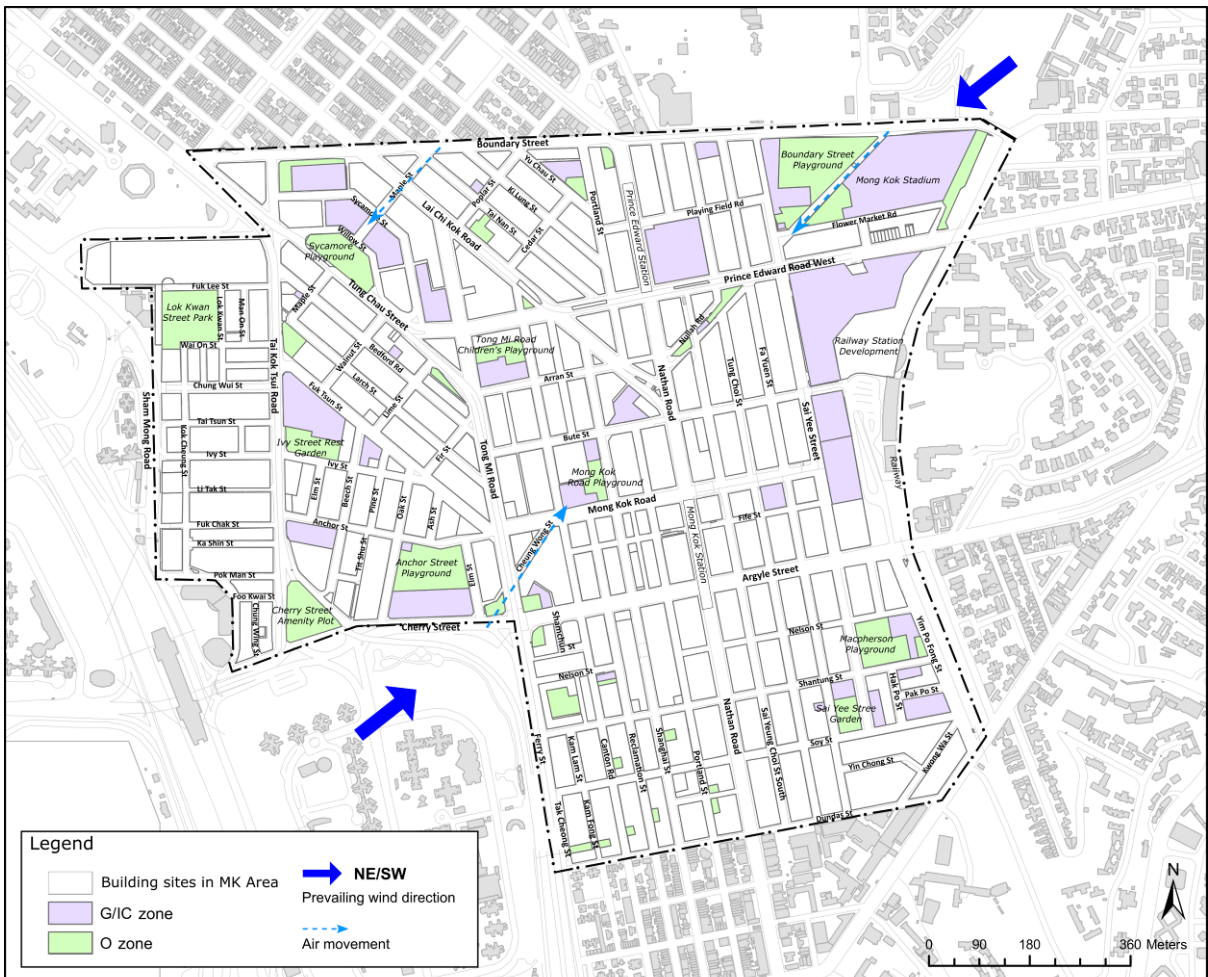 Boundary Street
Maple St
Yu Chau St
Poplar St
Ki Lung St
Tai Nan St
Cedar St
Lai Chi Kok Road
Portland St
Prince Edward Station
Boundary Street
Playground
Mong Kok Stadium
Playing Field Rd
Flower Market Rd
Sycamore St
Willow St
Sycamore
Playground
Prince Edward Road West
Fuk Lee St
Lok Kwan
Street Park
Lok Kwan St
Man On St
Wai On St
Maple St
Tung Chau Street
Tai Kok Tsui Road
Walnut St
Bedford Rd
Larch St
Lime St
Fuk Tsun St
Fir St
Tong Mi Road
Children's Playground
Arran St
Nullah Rd
Nathan Road
Tung Choi St
Fa Yuen St
Sai Yee Street
Railway Station
Development
Railway
Chung Wui St
Sham Mong Road
Tai Tsun St
Kok Cheung St
Ivy St
Li Tak St
Fuk Chak St
Ka Shin St
Pok Man St
Foo Kwai St
Chung Wing St
Ivy Street Rest
Garden
Ivy St
Elm St
Beech St
Pine St
Oak St
Ash St
Anchor St
Tit Shu St
Anchor Street
Playground
Elm St
Cherry Street
Amenity Plot
Cherry Street
Tong Mi Road
Bute St
Mong Kok
Road Playground
Mong Kok Road
Cheung Wong St
Mong Kok Station
Fife St
Argyle Street
Shamchun St
Nelson St
Nelson St
Macpherson
Playground
Yim Po Fong St
Shantung St
Hak Po St
Pak Po St
Sai Yee Stree
Garden
Soy St
Yin Chong St
Kwong Wa St
Dundas St
Nathan Road
Sai Yeung Choi St South
Portland St
Shanghai St
Reclamation St
Canton Rd
Kam Lam St
Ferry St
Tak Cheong St
Kam Fong St
Legend
Building sites in MK Area
G/IC zone
O zone
NE/SW
Prevailing wind direction
Air movement
N
0 90 180 360 Meters